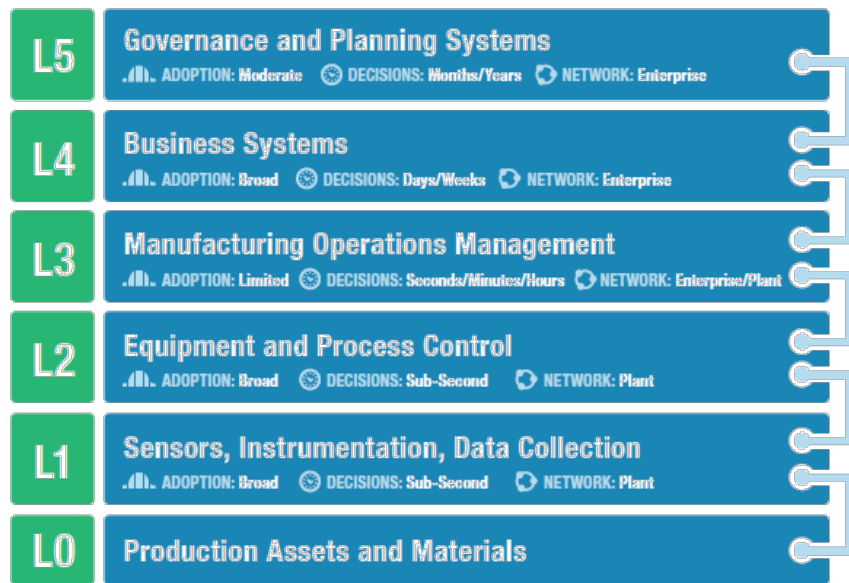 L5
Governance and Planning Systems
ADOPTION: Moderate DECISIONS: Months/Years NETWORK: Enterprise
L4
Business Systems
ADOPTION: Broad DECISIONS: Days/Weeks NETWORK: Enterprise
L3
Manufacturing Operations Management
ADOPTION: Limited DECISIONS: Seconds/Minutes/Hours NETWORK: Enterprise/Plant
L2
Equipment and Process Control
ADOPTION: Broad DECISIONS: Sub-Second NETWORK: Plant
L1
Sensors, Instrumentation, Data Collection
ADOPTION: Broad DECISIONS: Sub-Second NETWORK: Plant
L0
Production Assets and Materials